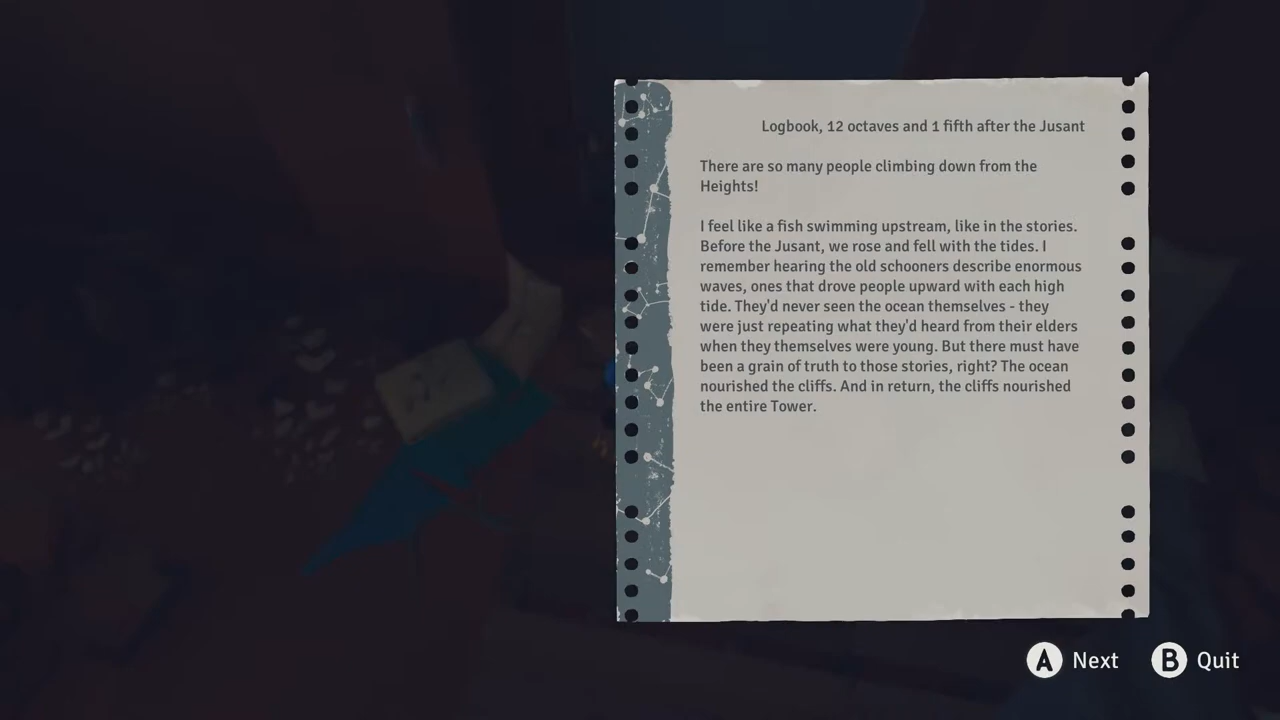 Logbook, 12 octaves and 1 fifth after the Jusant
There are so many people climbing down from the
Heights!
I feel like a fish swimming upstream, like in the stories.
Before the Jusant, we rose and fell with the tides. I
remember hearing the old schooners describe enormous
waves, ones that drove people upward with each high
tide. They'd never seen the ocean themselves - they
were just repeating what they'd heard from their elders
when they themselves were young. But there must have
been a grain of truth to those stories, right? The ocean
nourished the cliffs. And in return, the cliffs nourished
the entire Tower.
A Next B Quit